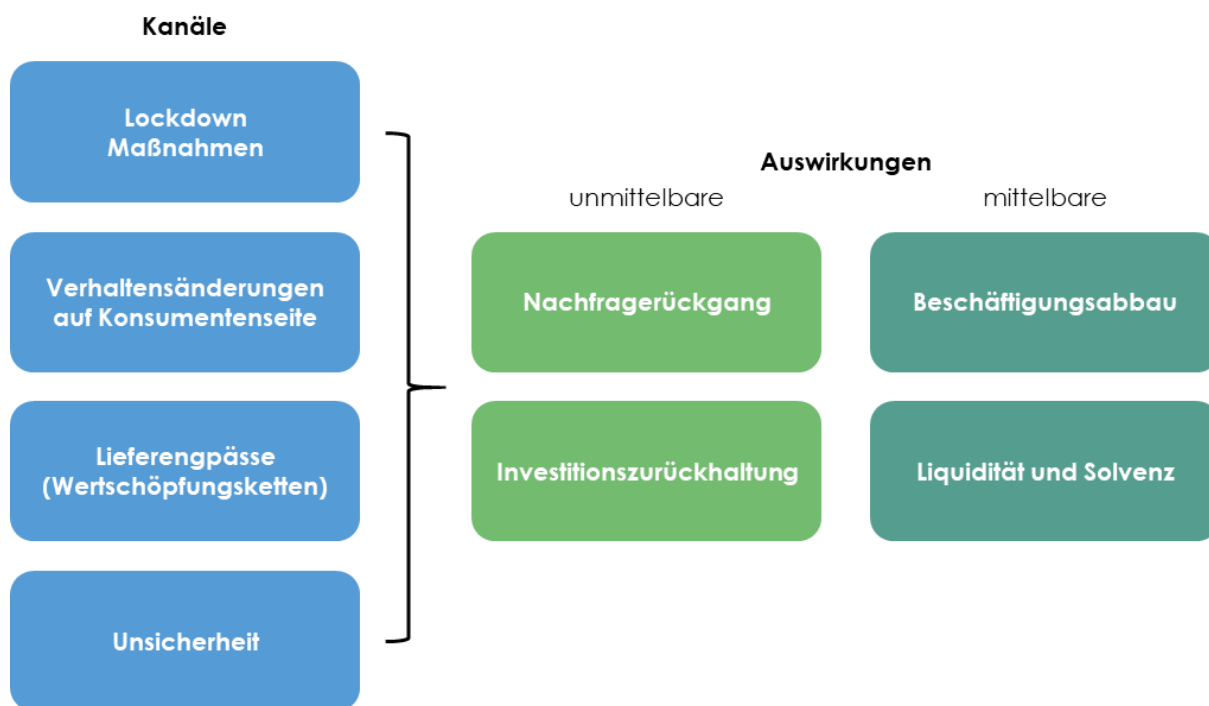 Kanäle
Lockdown
Maßnahmen
Verhaltensänderungen
auf Konsumentenseite
Lieferengpässe
(Wertschöpfungsketten)
Unsicherheit
Auswirkungen
unmittelbare
mittelbare
Nachfragerückgang
Beschäftigungsabbau
Investitionszurückhaltung
Liquidität und Solvenz